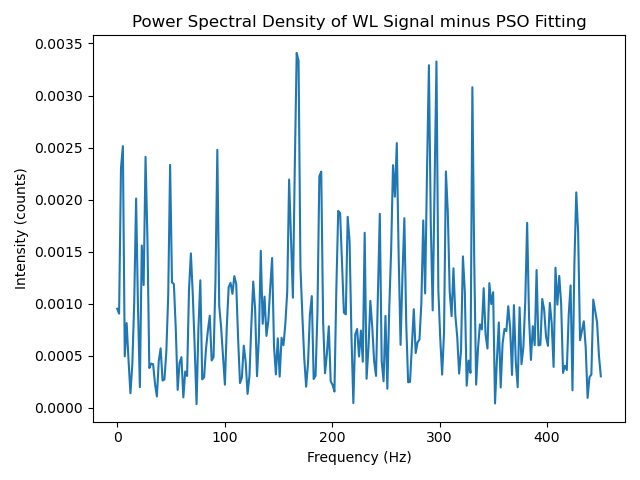 Power Spectral Density of WL Signal minus PSO Fitting
Intensity (counts)
0.0035
0.0030
0.0025
0.0020
0.0015
0.0010
0.0005
0.0000
0 100 200 300 400
Frequency (Hz)